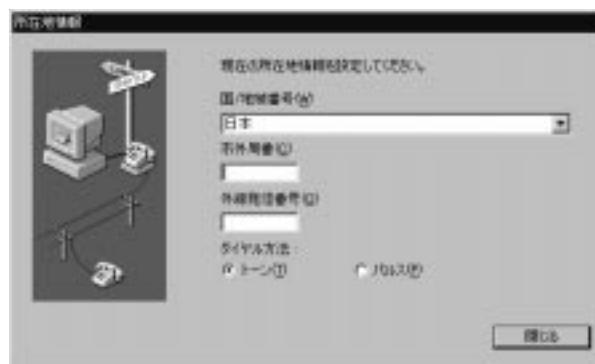 所在地情報
現在の所在地情報を設定してください。
国/地域番号(W)
日本
市外局番(C)
外線発信番号(O)
ダイヤル方法:
トーン(T) パルス(P)
閉じる